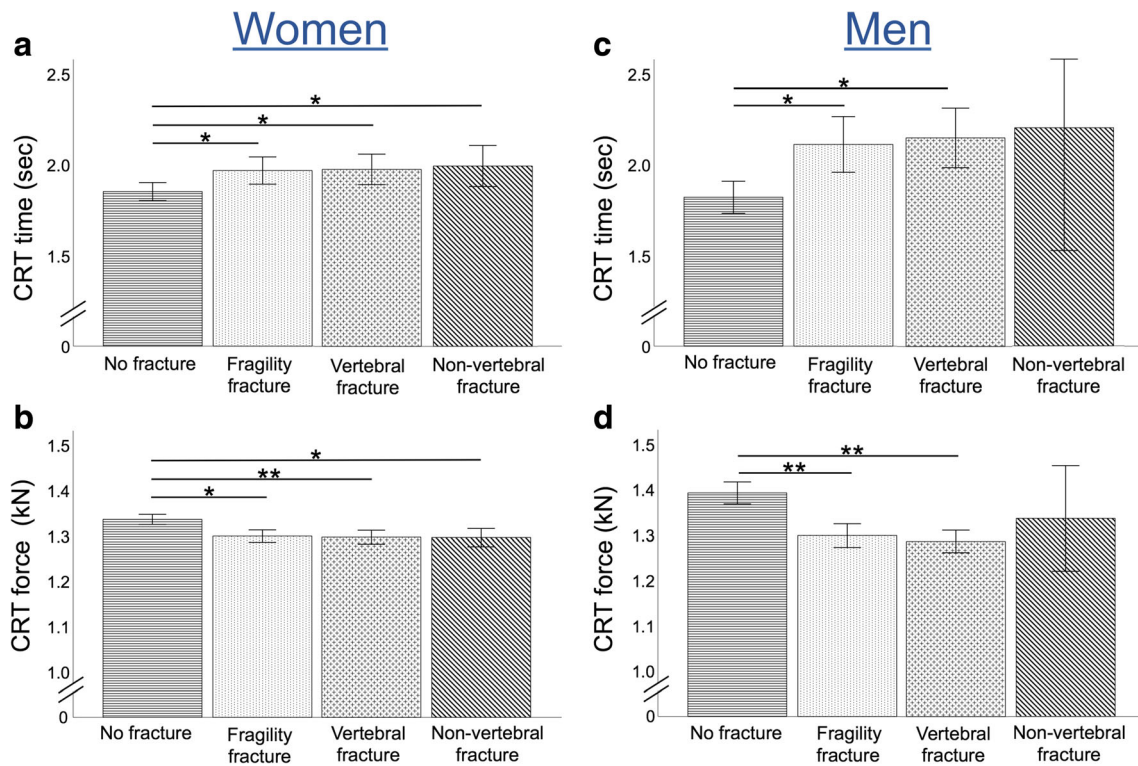 Women
Men
a
CRT time (sec)
2.5
2.0
1.5
0
*
*
*
No fracture
Fragility
fracture
Vertebral
fracture
Non-vertebral
fracture
c
CRT time (sec)
2.5
2.0
1.5
0
*
*
No fracture
Fragility
fracture
Vertebral
fracture
Non-vertebral
fracture
b
CRT force (kN)
1.5
1.4
1.3
1.2
1.1
1.0
0
*
**
*
No fracture
Fragility
fracture
Vertebral
fracture
Non-vertebral
fracture
d
CRT force (kN)
1.5
1.4
1.3
1.2
1.1
1.0
0
**
**
No fracture
Fragility
fracture
Vertebral
fracture
Non-vertebral
fracture